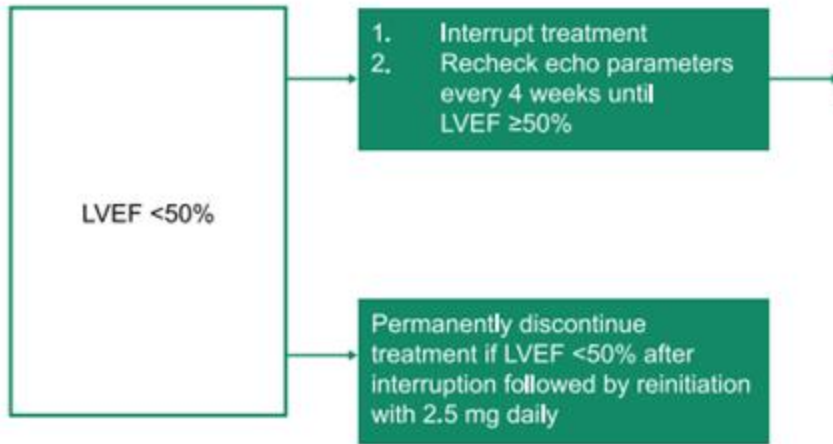 LVEF <50%
1. Interrupt treatment
2. Recheck echo parameters
every 4 weeks until
LVEF ≥50%
Permanently discontinue
treatment if LVEF <50% after
interruption followed by reinitiation
with 2.5 mg daily